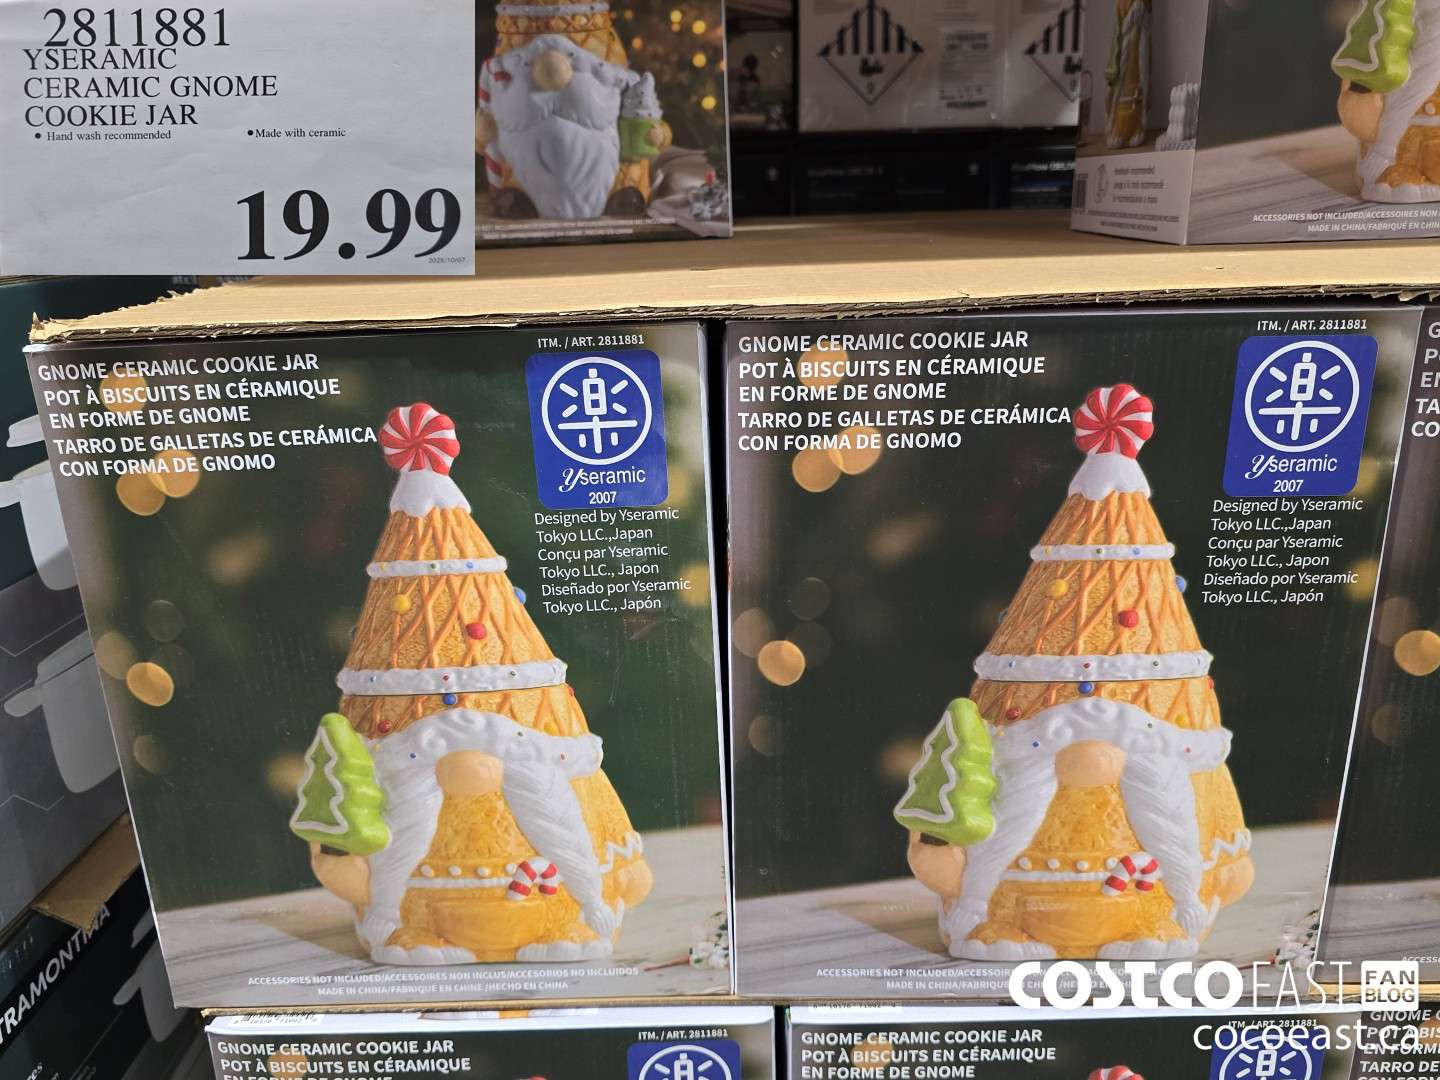 2811881
YSERAMIC
CERAMIC GNOME
COOKIE JAR
• Hand wash recommended
• Made with ceramic
19.99
2025/10/07
ACCESSORIES NOT INCLUDED/ACCESSOIRES NON
MADE IN CHINA/FABRIQUÉ EN CHIN
GNOME CERAMIC COOKIE JAR
POT À BISCUITS EN CÉRAMIQUE
EN FORME DE GNOME
TARRO DE GALLETAS DE CERÁMICA
CON FORMA DE GNOMO
ITM. / ART. 2811881
楽
Yseramic
2007
Designed by Yseramic
Tokyo LLC.,Japan
Conçu par Yseramic
Tokyo LLC., Japon
Diseñado por Yseramic
Tokyo LLC., Japón
ACCESSORIES NOT INCLUDED/ACCESSOIRES NON INCLUS/ACCESORIOS NO INCLUIDOS
MADE IN CHINA/FABRIQUÉ EN CHINE /HECHO EN CHINA
GNOME CERAMIC COOKIE JAR
POT À BISCUITS EN CÉRAMIQUE
EN FORME DE GNOME
TARRO DE GALLETAS DE CERÁMICA
CON FORMA DE GNOMO
ITM. / ART. 2811881
楽
Yseramic
2007
Designed by Yseramic
Tokyo LLC.,Japan
Conçu par Yseramic
Tokyo LLC., Japon
Diseñado por Yseramic
Tokyo LLC., Japón
TRAMONTINA
GNOME CERAMIC COOKIE JAR
POT À BISCUITS EN CÉRAMIQUE
EN FORME DE GNOME
ITM. / ART. 2811881
GNOME CERAMIC COOKIE JAR
POT À BISCUITS EN CÉRAMIQUE
EN FORME DE GNOME
ITM. / ART. 2811881
COSTCO EAST FAN BLOG
cocoeast.ca